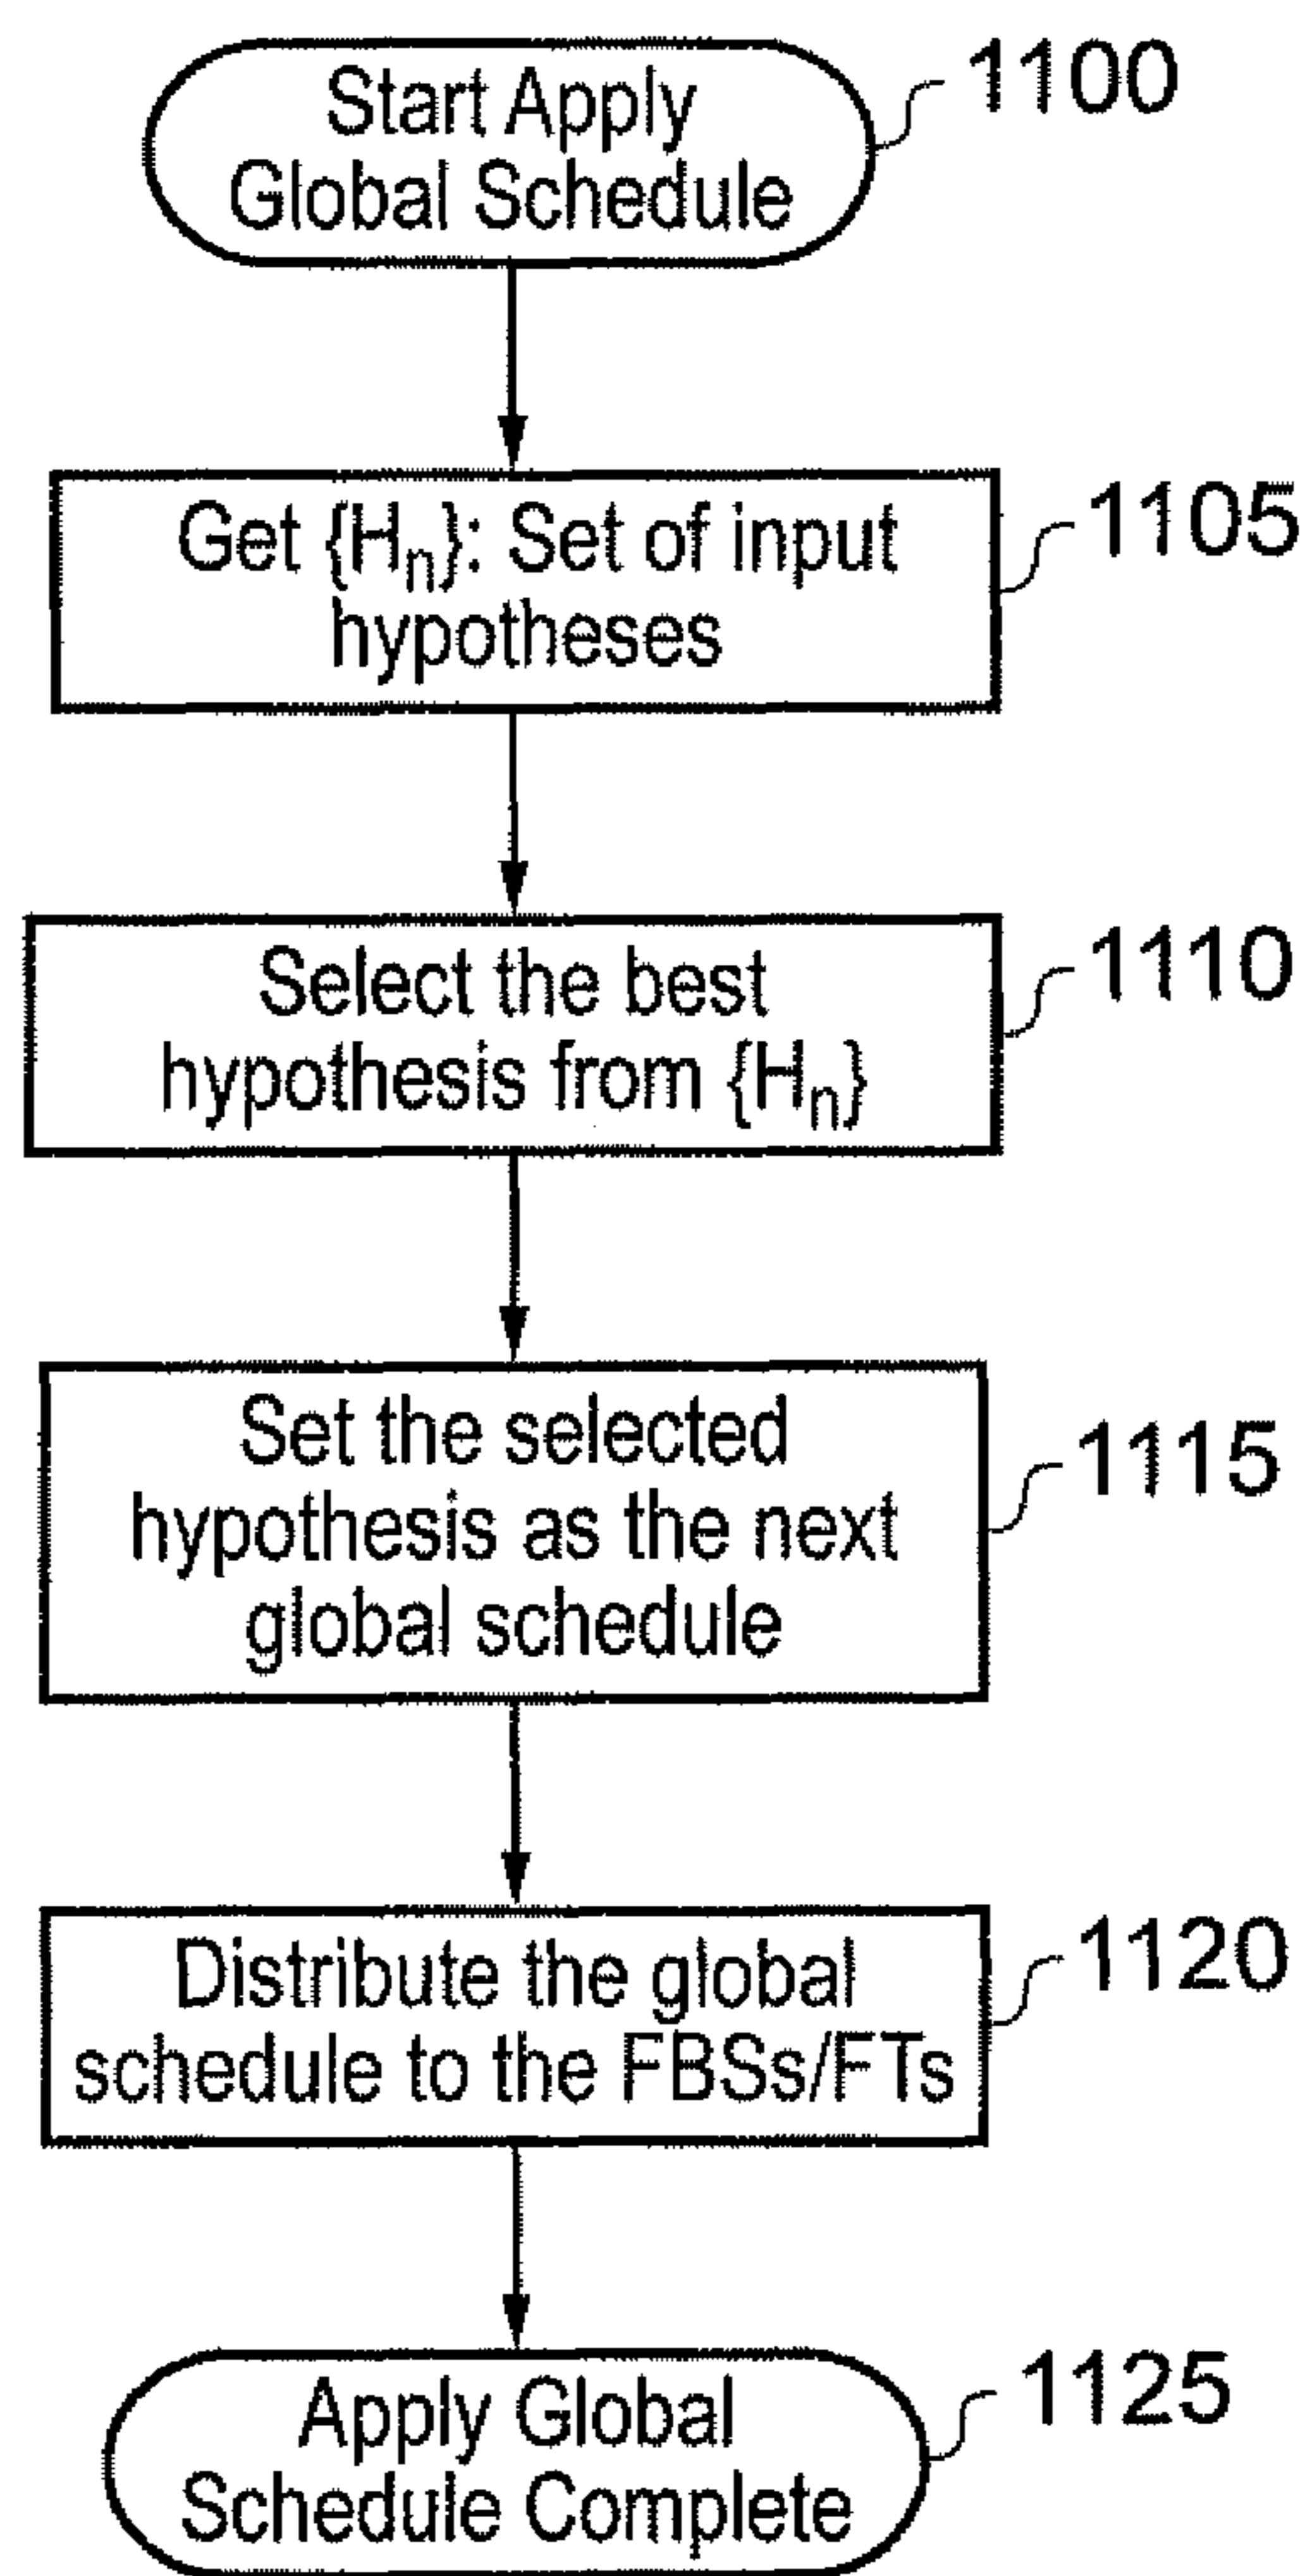 Start Apply
Global Schedule
1100
Get {Hn}: Set of input
hypotheses
1105
Select the best
hypothesis from {Hn}
1110
Set the selected
hypothesis as the next
global schedule
1115
Distribute the global
schedule to the FBSs/FTs
1120
Apply Global
Schedule Complete
1125